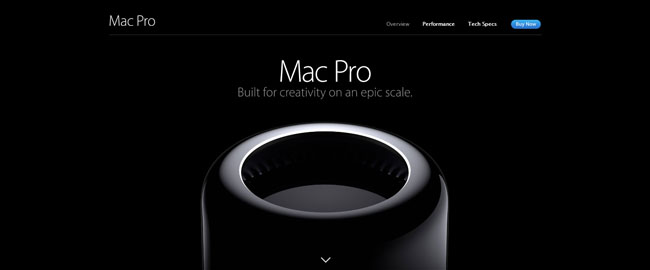 Mac Pro
Overview Performance Tech Specs Buy Now
Mac Pro
Built for creativity on an epic scale.